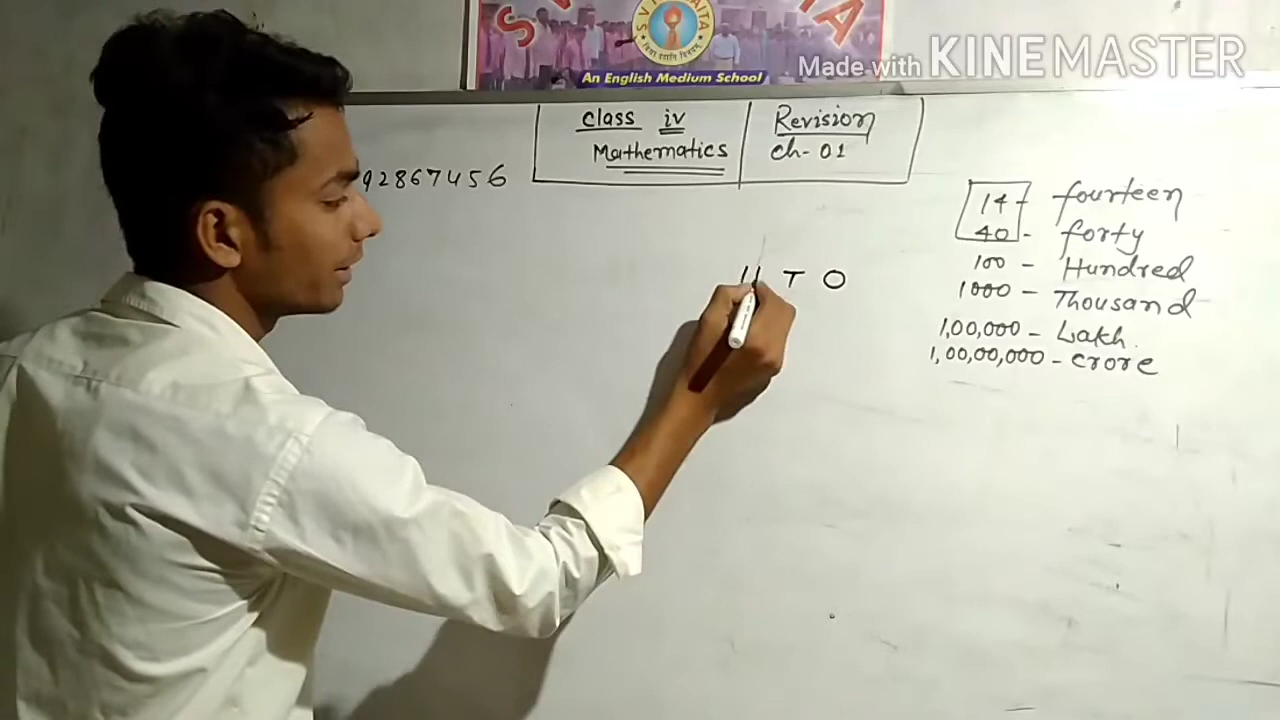 An English Medium School
Made with KINEMASTER
Class iv
Mathematics
Revision
Ch- 01
92867456
14 - fourteen
40 - forty
100 - Hundred
1000 - Thousand
1,00,000 - Lakh.
1,00,00,000 - crore
T O